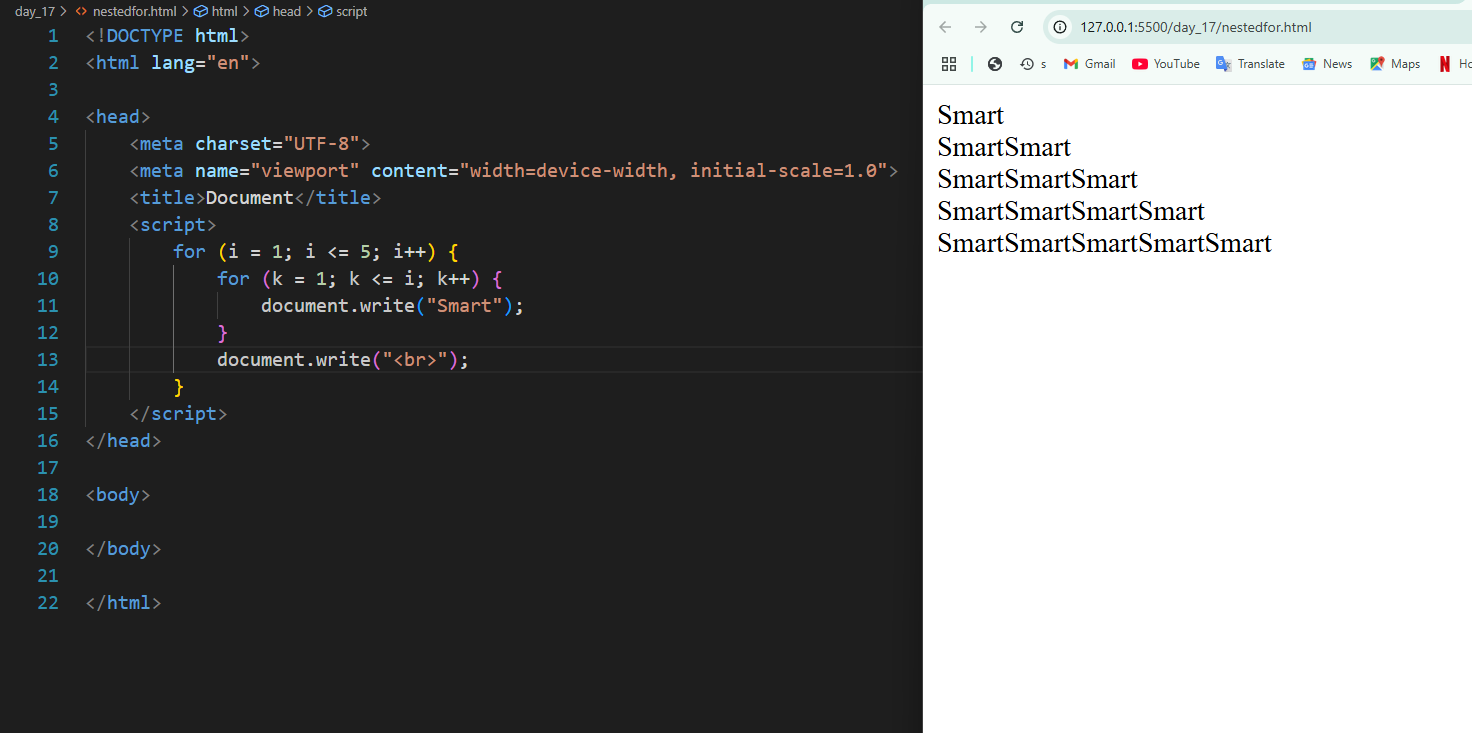 day_17 > <> nestedfor.html > html > head > script
1 <!DOCTYPE html>
2 <html lang="en">
3
4 <head>
5     <meta charset="UTF-8">
6     <meta name="viewport" content="width=device-width, initial-scale=1.0">
7     <title>Document</title>
8     <script>
9         for (i = 1; i <= 5; i++) {
10             for (k = 1; k <= i; k++) {
11                 document.write("Smart");
12             }
13             document.write("<br>");
14         }
15     </script>
16 </head>
17
18 <body>
19
20 </body>
21
22 </html>
127.0.0.1:5500/day_17/nestedfor.html
s Gmail YouTube Translate News Maps
Smart
SmartSmart
SmartSmartSmart
SmartSmartSmartSmart
SmartSmartSmartSmartSmart